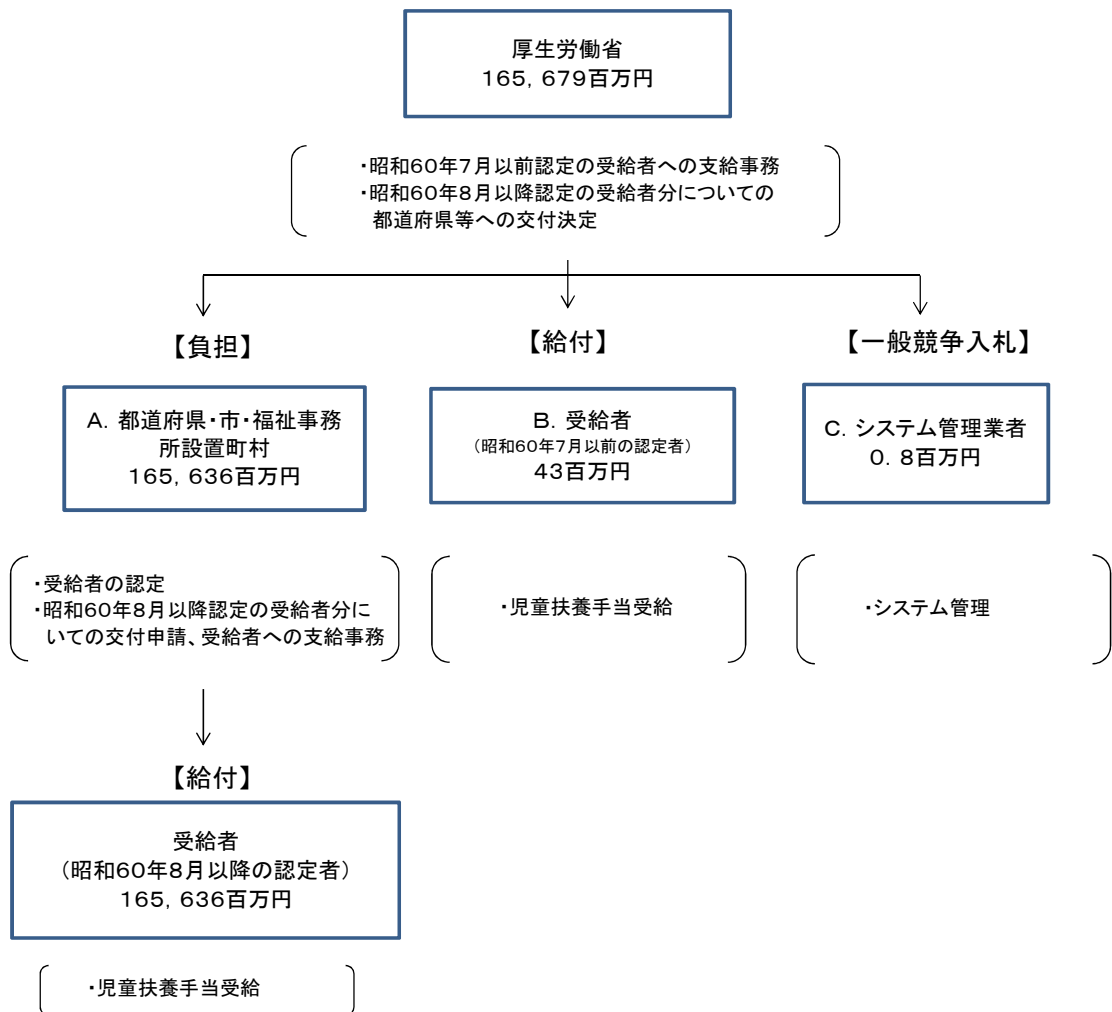 厚生労働省
165,679百万円
・昭和60年7月以前認定の受給者への支給事務
・昭和60年8月以降認定の受給者分についての
都道府県等への交付決定
【負担】
【給付】
【一般競争入札】
A. 都道府県・市・福祉事務
所設置町村
165,636百万円
B. 受給者
(昭和60年7月以前の認定者)
43百万円
C. システム管理業者
0.8百万円
・受給者の認定
・昭和60年8月以降認定の受給者分に
いての交付申請、受給者への支給事務
・児童扶養手当受給
・システム管理
【給付】
受給者
(昭和60年8月以降の認定者)
165,636百万円
・児童扶養手当受給